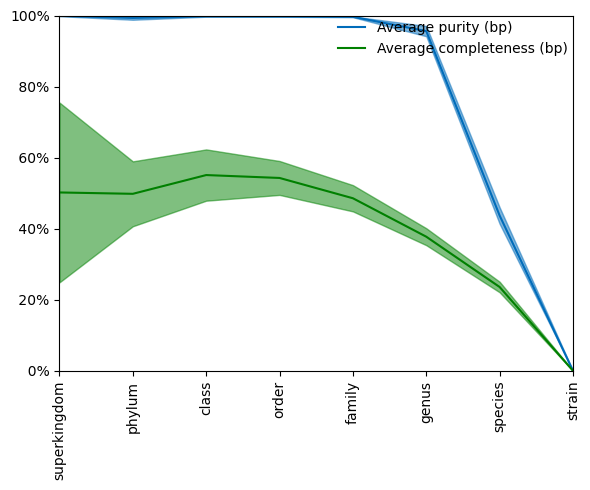 100%
80%
60%
40%
20%
0%
Average purity (bp)
Average completeness (bp)
superkingdom
phylum
class
order
family
genus
species
strain